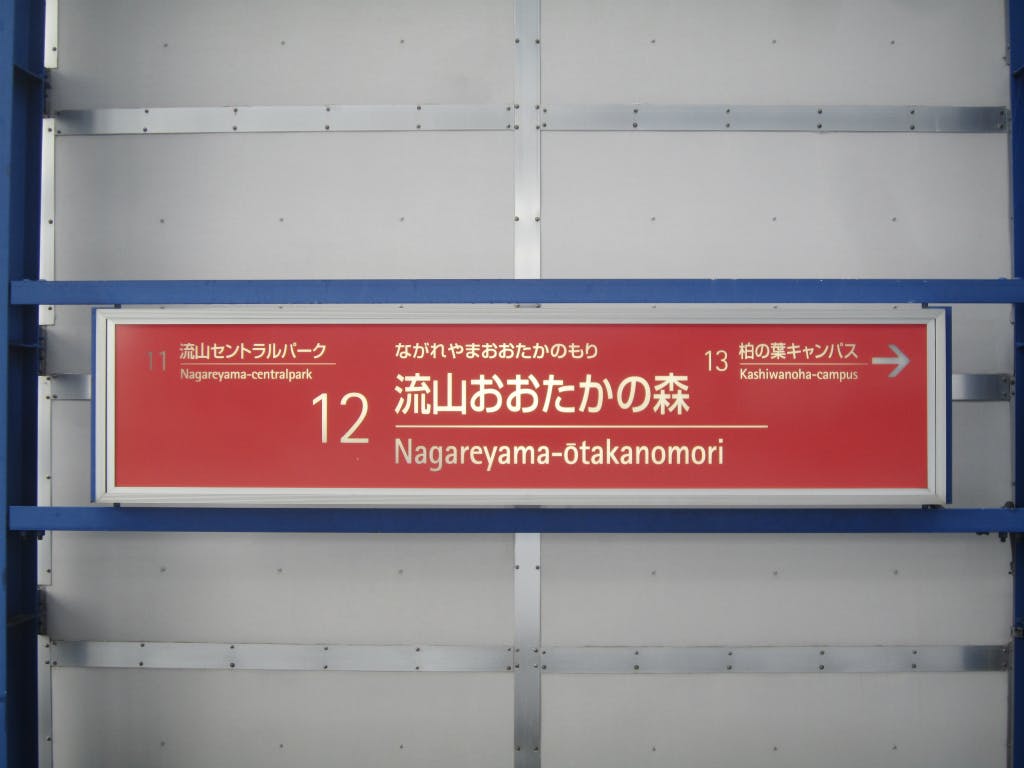 11 流山セントラルパーク
Nagareyama-centralpark
ながれやまおおたかのもり
12 流山おおたかの森
Nagareyama-ōtakanomori
13 柏の葉キャンパス →
Kashiwanoha-campus